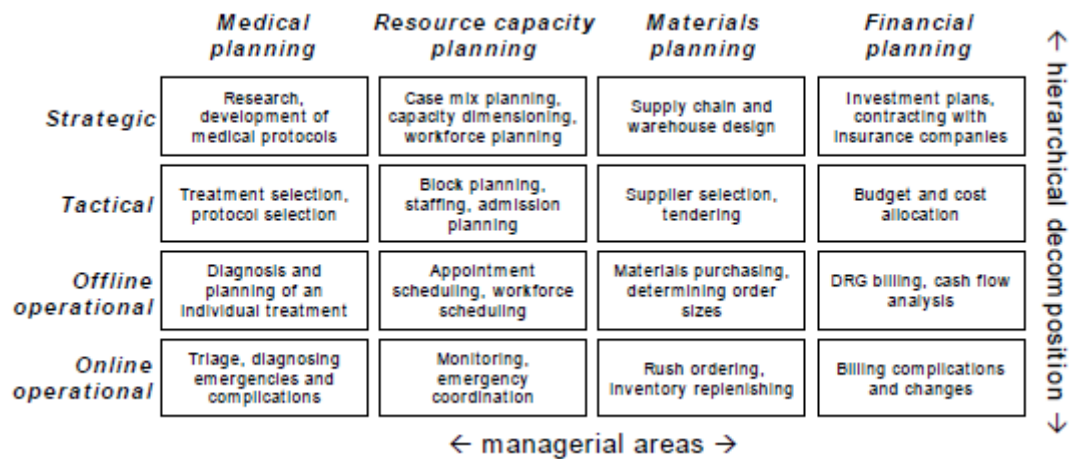 Medical planning
Resource capacity planning
Materials planning
Financial planning
Strategic
Research,
development of
medical protocols
Case mix planning,
capacity dimensioning,
workforce planning
Supply chain and
warehouse design
Investment plans,
contracting with
insurance companies
Tactical
Treatment selection,
protocol selection
Block planning,
staffing, admission
planning
Supplier selection,
tendering
Budget and cost
allocation
Offline
operational
Diagnosis and
planning of an
individual treatment
Appointment
scheduling, workforce
scheduling
Materials purchasing,
determining order
sizes
DRG billing, cash flow
analysis
Online
operational
Triage, diagnosing
emergencies and
complications
Monitoring,
emergency
coordination
Rush ordering,
inventory replenishing
Billing complications
and changes
← managerial areas →
← hierarchical decom position →